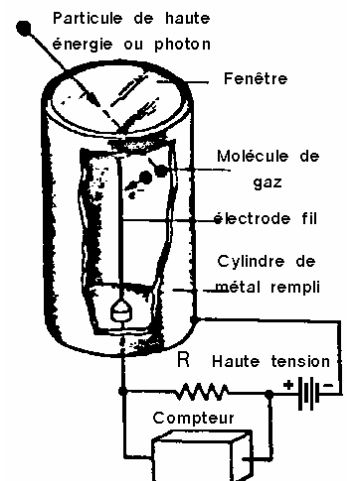 Particule de haute
énergie ou photon
Fenêtre
Molécule de
gaz
électrode fil
Cylindre de
métal rempli
R Haute tension
+ −
Compteur